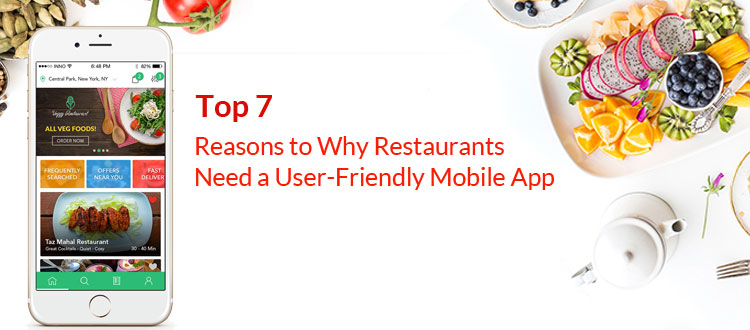 ●●●○○ INNO 6:48 PM 82%
Central Park, New York, NY
2
Veggy Restaurant
ALL VEG FOODS!
ORDER NOW
FREQUENTLY
SEARCHED
OFFERS
NEAR YOU
FAST
DELIVER
Taz Mahal Restaurant
Great Cocktails · Quiet · Cosy 30 - 40 Min
Top 7
Reasons to Why Restaurants
Need a User-Friendly Mobile App